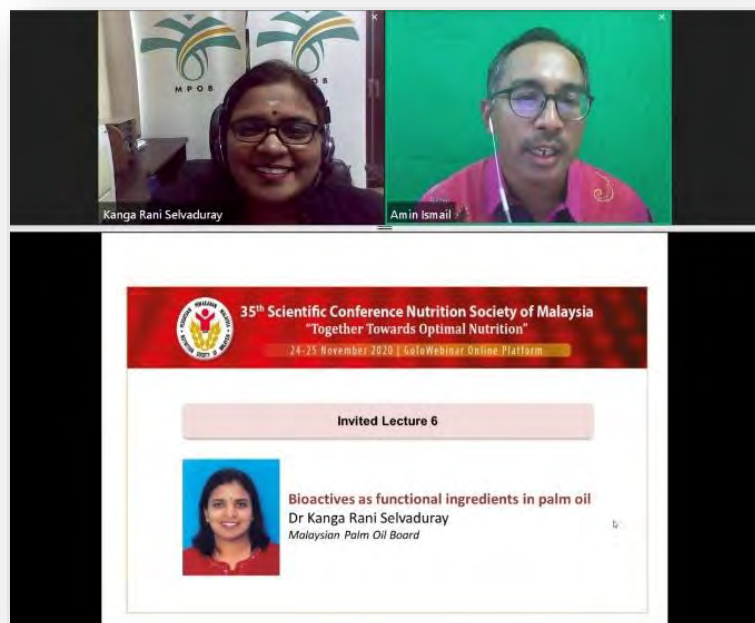 MPOB
MPOB
Kanga Rani Selvaduray
Amin Ismail
35th Scientific Conference Nutrition Society of Malaysia
“Together Towards Optimal Nutrition”
24-25 November 2020 | GoToWebinar Online Platform
Invited Lecture 6
Bioactives as functional ingredients in palm oil
Dr Kanga Rani Selvaduray
Malaysian Palm Oil Board